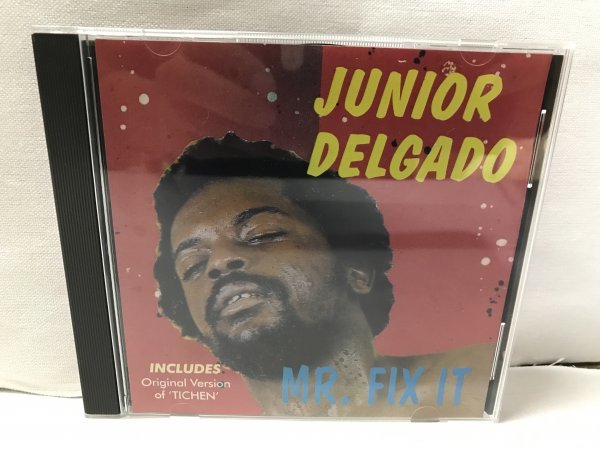 JUNIOR
DELGADO
INCLUDES
Original Version
of 'TICHEN'
MR. FIX IT